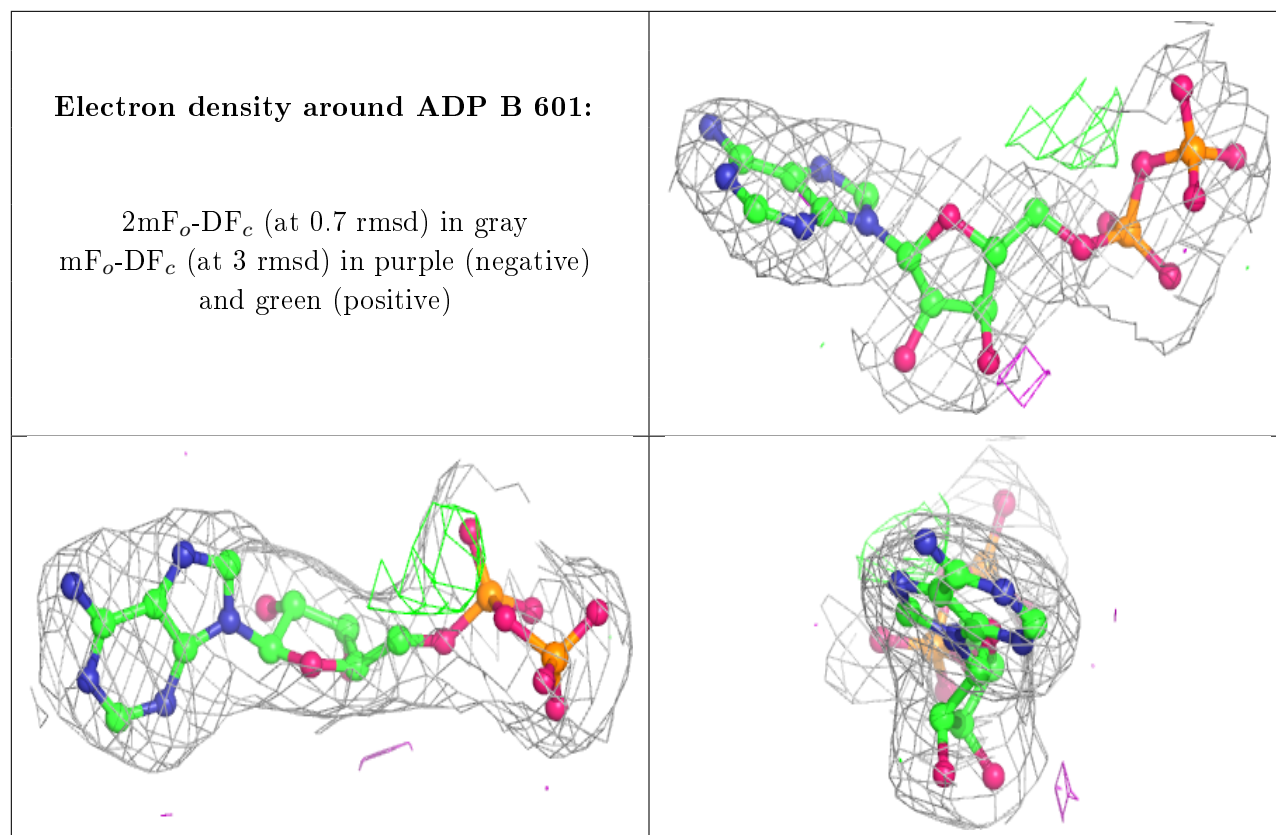 Electron density around ADP B 601:
2mFₒ-DF𝒸 (at 0.7 rmsd) in gray
mFₒ-DF𝒸 (at 3 rmsd) in purple (negative)
and green (positive)